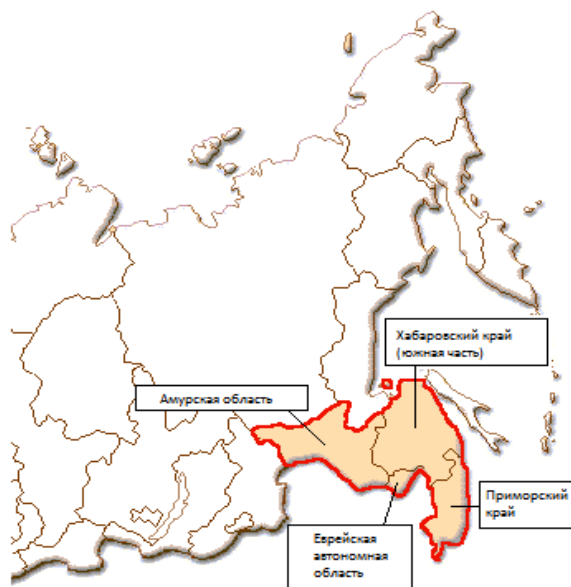 Хабаровский край
(южная часть)
Амурская область
Приморский
край
Еврейская
автономная
область